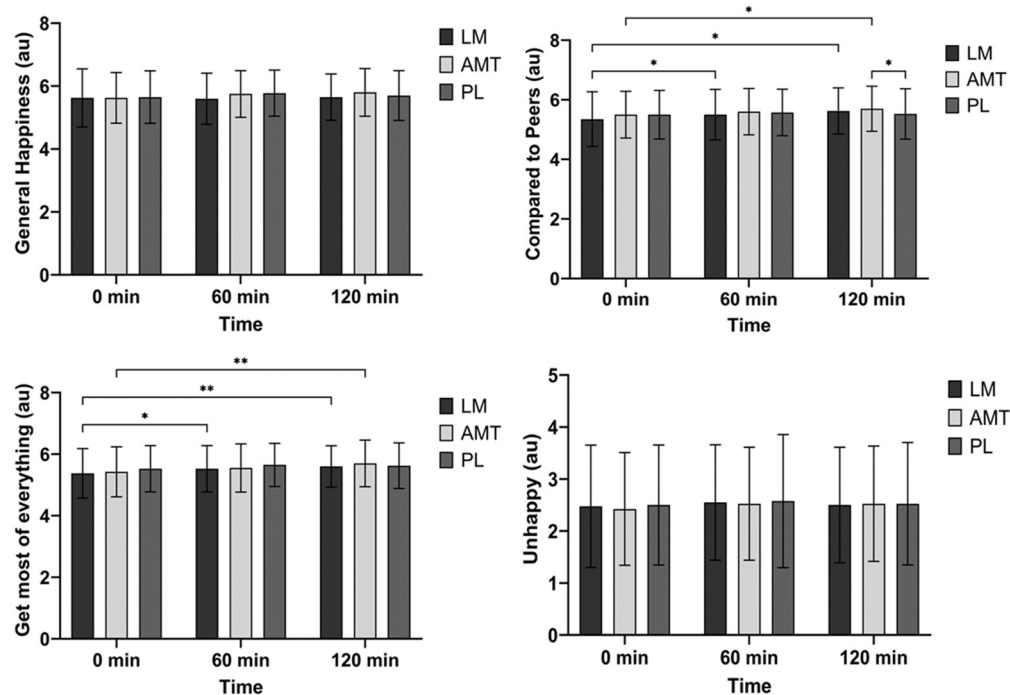 General Happiness (au)
8
6
4
2
0
0 min
60 min
120 min
Time
LM
AMT
PL
Compared to Peers (au)
8
6
4
2
0
*
*
*
*
0 min
60 min
120 min
Time
LM
AMT
PL
Get most of everything (au)
8
6
4
2
0
**
**
*
0 min
60 min
120 min
Time
LM
AMT
PL
Unhappy (au)
5
4
3
2
1
0
0 min
60 min
120 min
Time
LM
AMT
PL